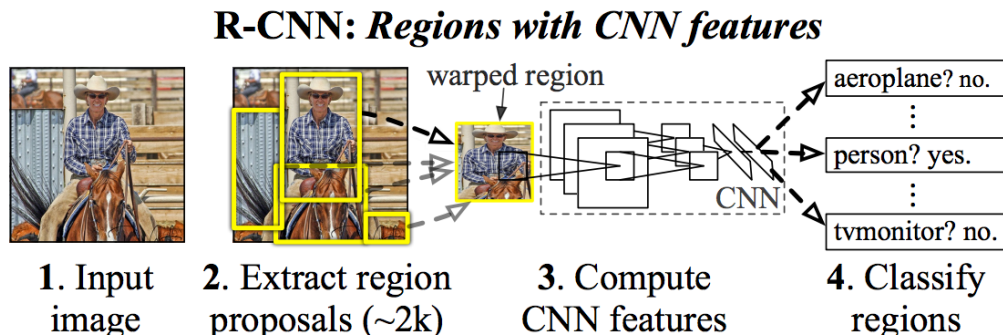 R-CNN: Regions with CNN features
warped region
aeroplane? no.
person? yes.
tvmonitor? no.
CNN
1. Input image
2. Extract region proposals (~2k)
3. Compute CNN features
4. Classify regions